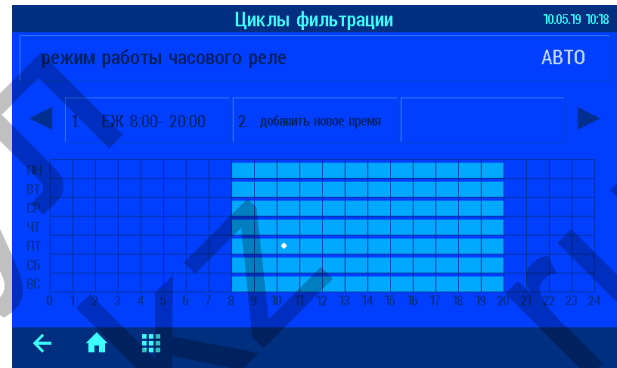 Циклы фильтрации 10.05.19 10:18
режим работы часового реле АВТО
1. ЕЖ 8:00- 20:00 2. добавить новое время
ПН
ВТ
СР
ЧТ
ПТ
СБ
ВС
0 1 2 3 4 5 6 7 8 9 10 11 12 13 14 15 16 17 18 19 20 21 22 23 24